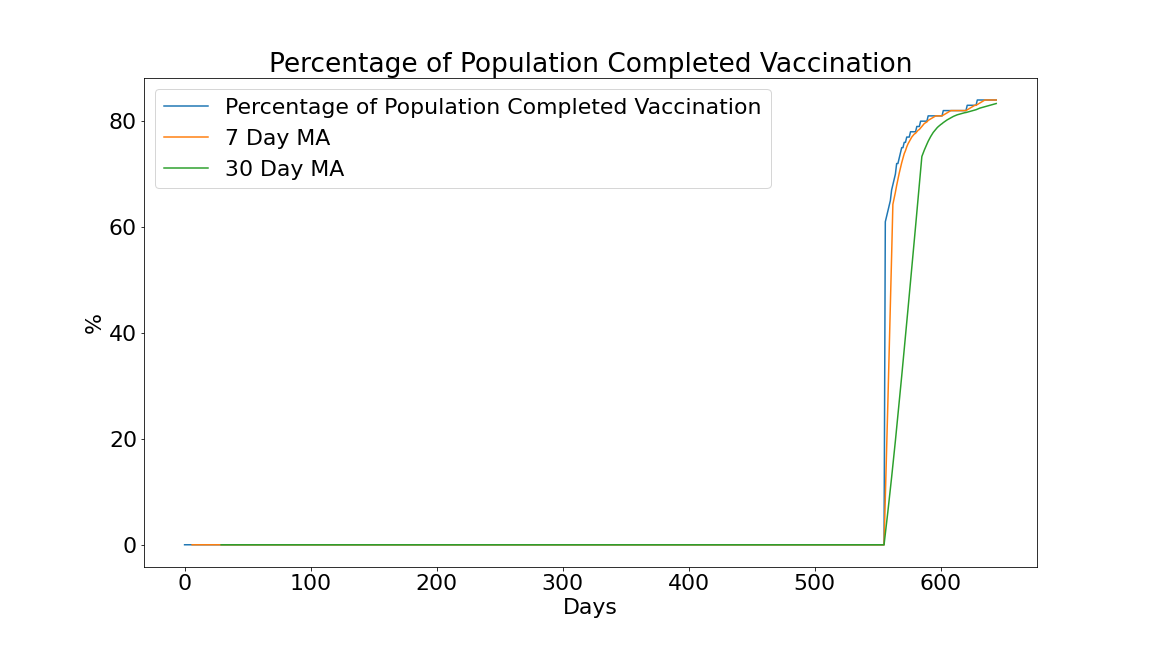 Percentage of Population Completed Vaccination
Percentage of Population Completed Vaccination
7 Day MA
30 Day MA
%
80
60
40
20
0
0 100 200 300 400 500 600
Days